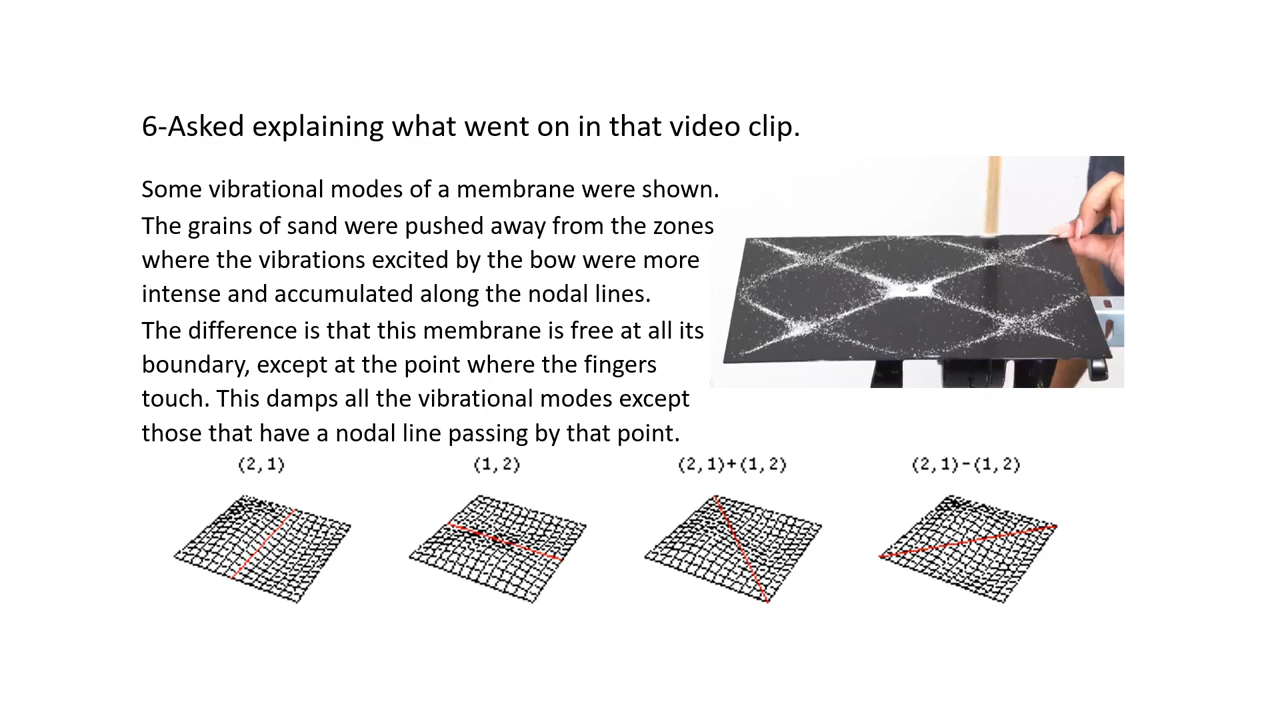 6-Asked explaining what went on in that video clip.
Some vibrational modes of a membrane were shown.
The grains of sand were pushed away from the zones
where the vibrations excited by the bow were more
intense and accumulated along the nodal lines.
The difference is that this membrane is free at all its
boundary, except at the point where the fingers
touch. This damps all the vibrational modes except
those that have a nodal line passing by that point.
(2,1)
(1,2)
(2,1)+(1,2)
(2,1)-(1,2)